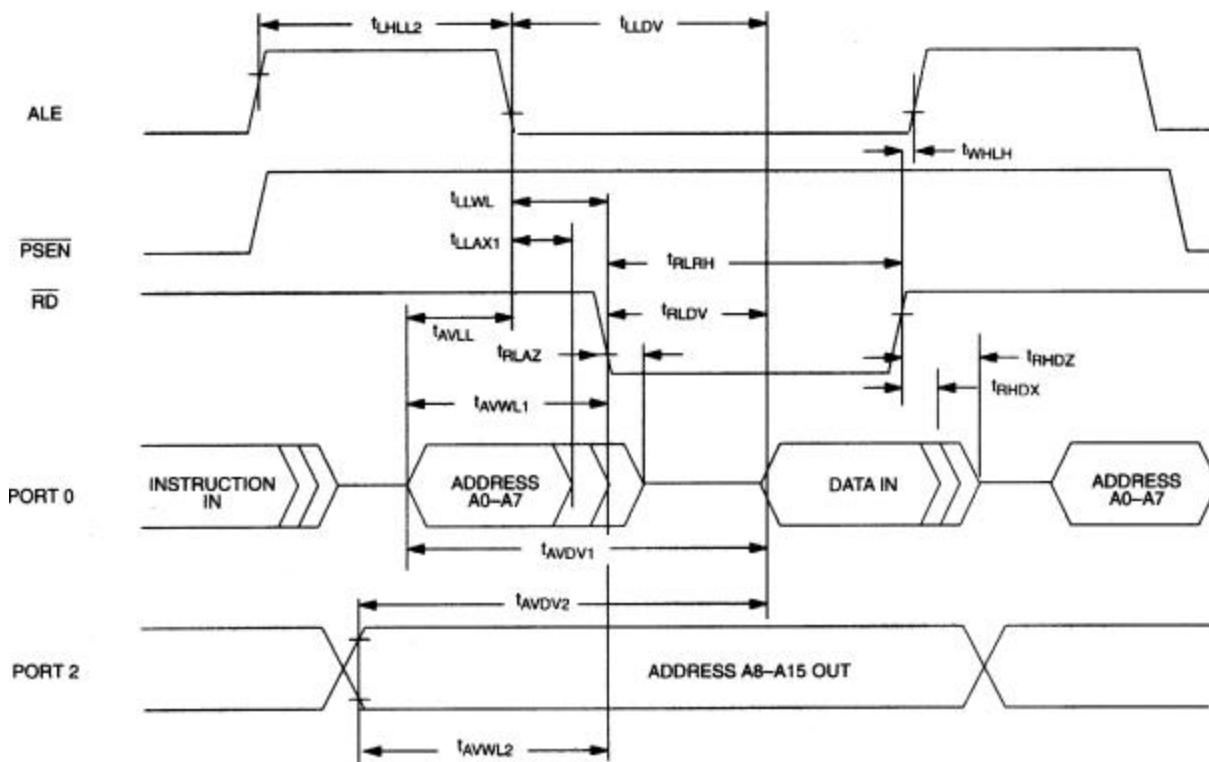 tLHLL2
tLLDV
ALE
tWHLH
tLLWL
PSEN
tLLAX1
tRLRH
RD
tAVLL
tRLDV
tRLAZ
tRHDZ
tRHDX
tAVWL1
PORT 0
INSTRUCTION
IN
ADDRESS
A0–A7
DATA IN
ADDRESS
A0–A7
tAVDV1
tAVDV2
PORT 2
ADDRESS A8–A15 OUT
tAVWL2